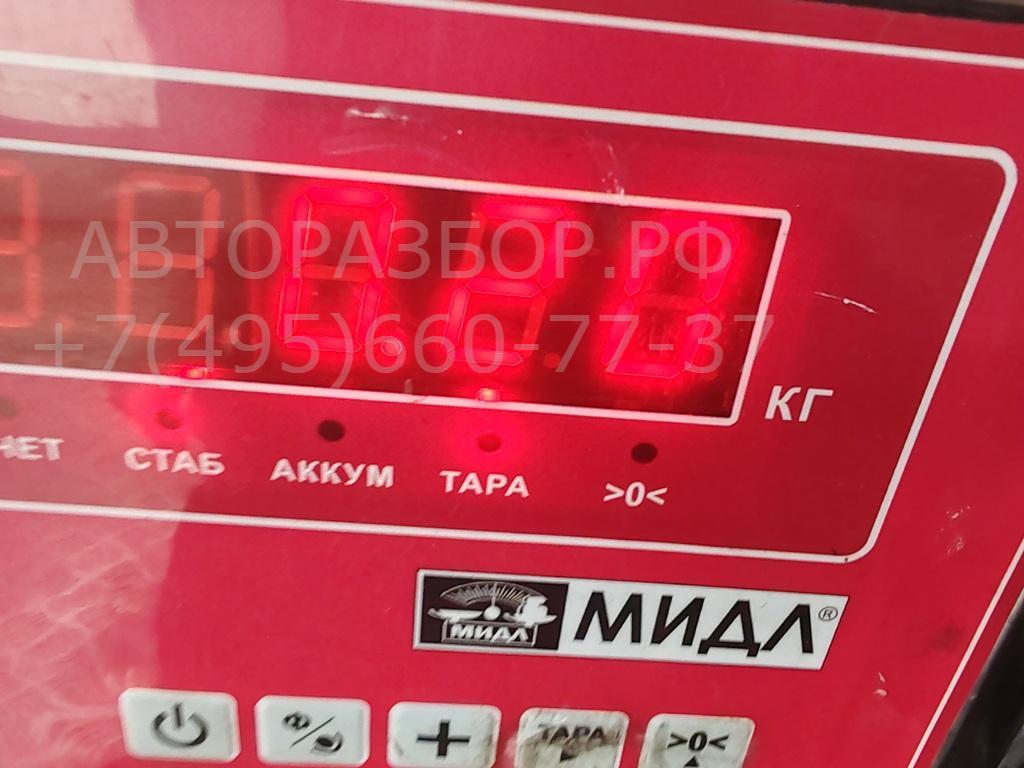 АВТОРАЗБОР.РФ
+7(495)660-77-37
КГ
СТАБ АККУМ ТАРА >0<
МИДЛ МИДЛ®
ТАРА >0<